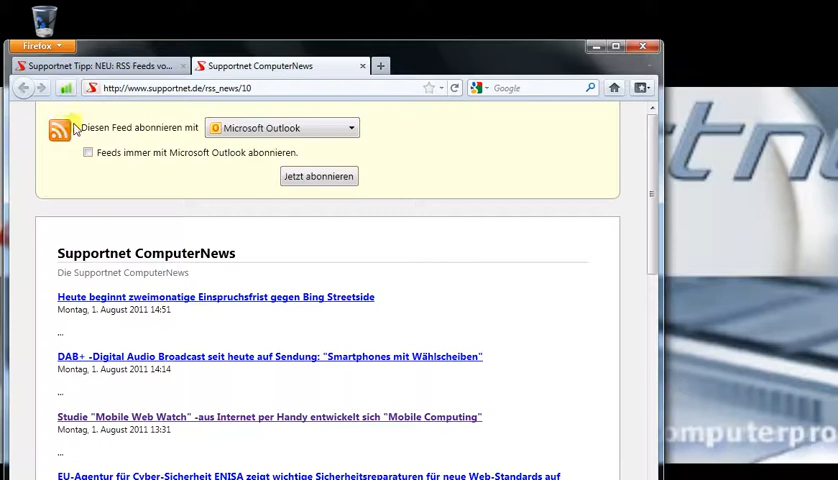 Firefox
Supportnet Tipp: NEU: RSS Feeds vo...
Supportnet ComputerNews
http://www.supportnet.de/rss_news/10
Google
Diesen Feed abonnieren mit
Microsoft Outlook
Feeds immer mit Microsoft Outlook abonnieren.
Jetzt abonnieren
Supportnet ComputerNews
Die Supportnet ComputerNews
Heute beginnt zweimonatige Einspruchsfrist gegen Bing Streetside
Montag, 1. August 2011 14:51
...
DAB+ -Digital Audio Broadcast seit heute auf Sendung: "Smartphones mit Wählscheiben"
Montag, 1. August 2011 14:14
...
Studie "Mobile Web Watch" -aus Internet per Handy entwickelt sich "Mobile Computing"
Montag, 1. August 2011 13:31
...
EU-Agentur für Cyber-Sicherheit ENISA zeigt wichtige Sicherheitsreparaturen für neue Web-Standards auf